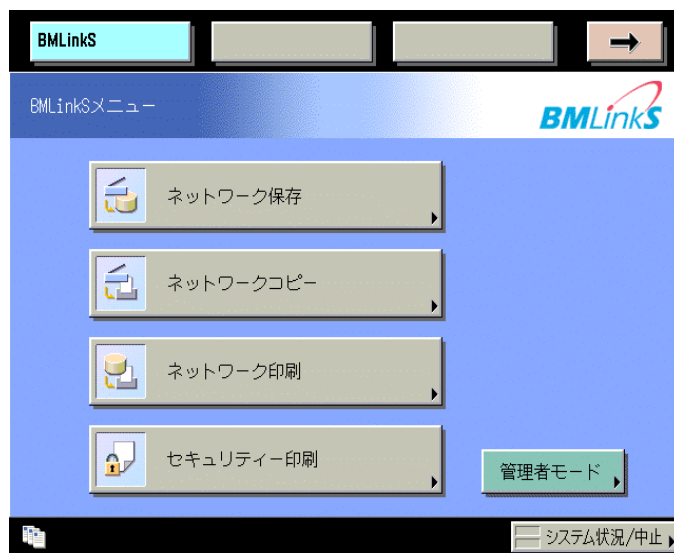 BMLinkS
BMLinkSメニュー
BMLinkS
ネットワーク保存
ネットワークコピー
ネットワーク印刷
セキュリティー印刷
管理者モード
システム状況/中止